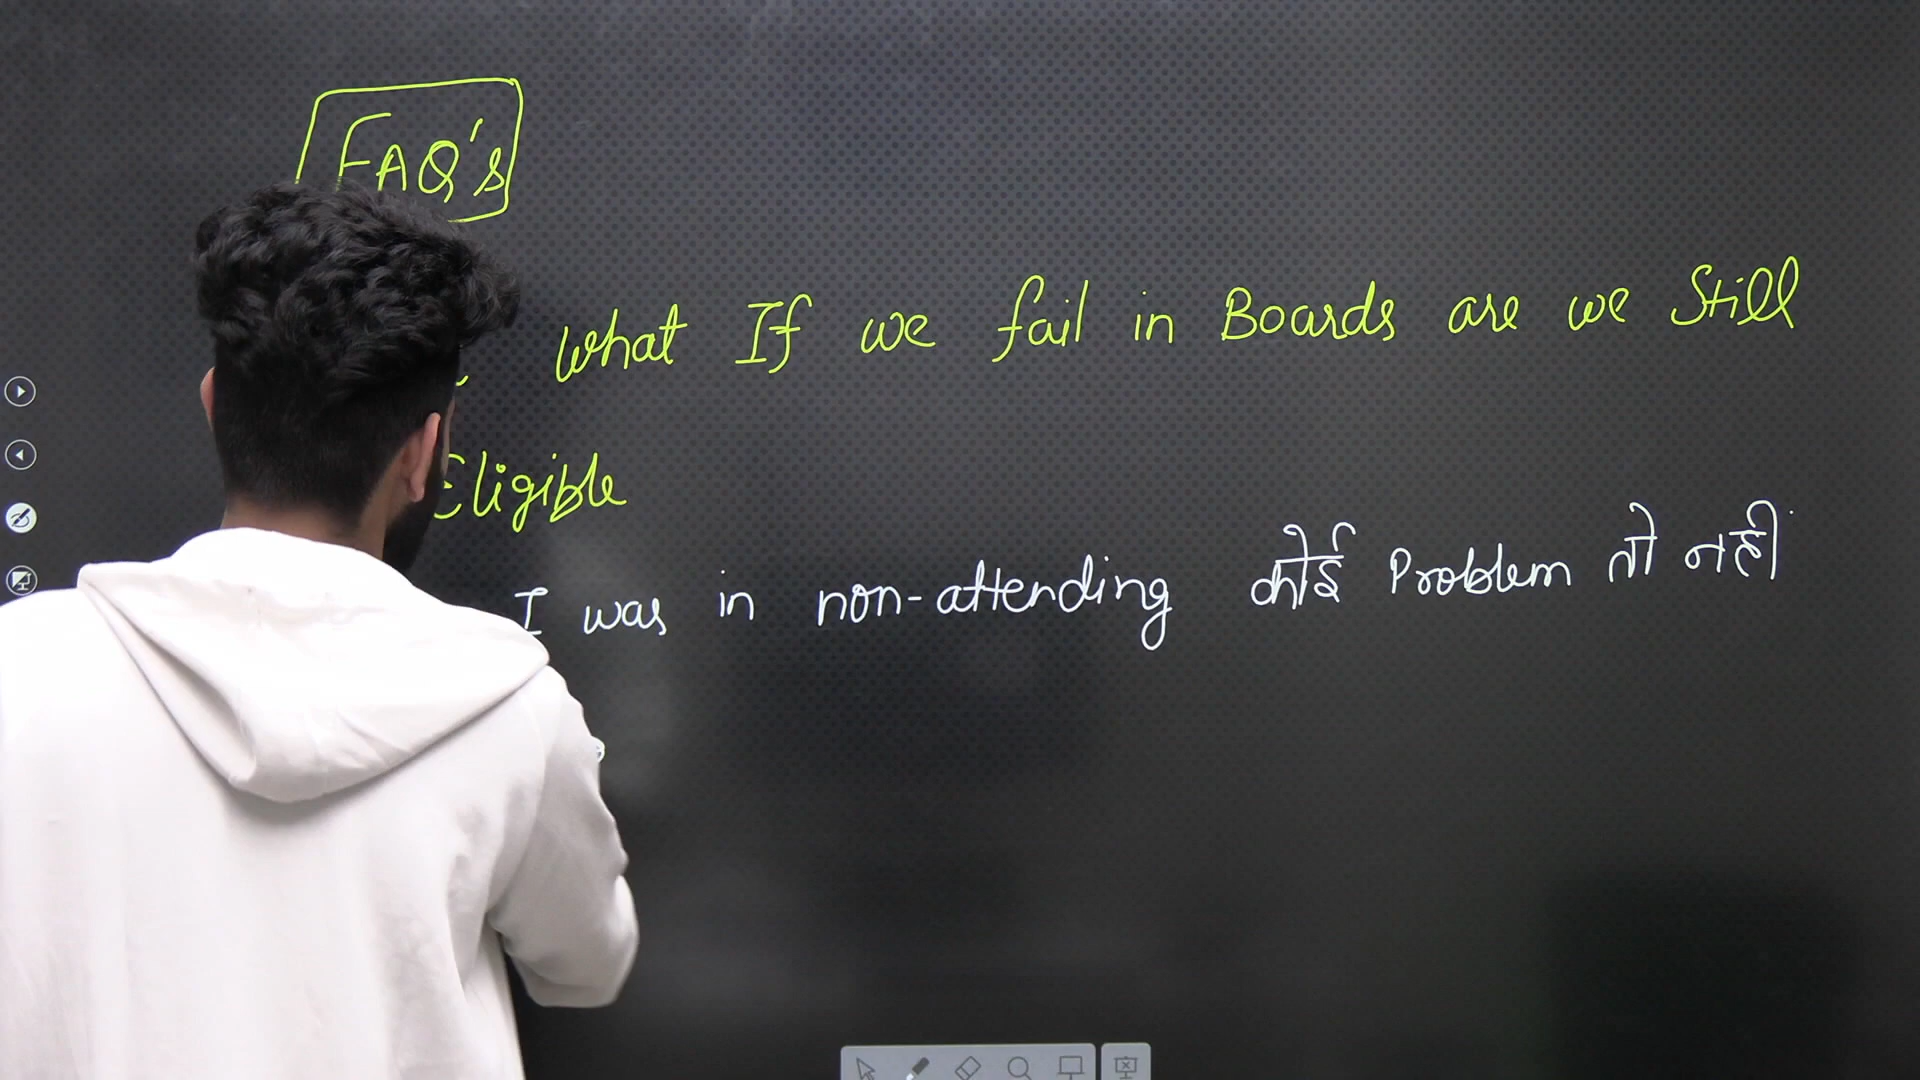 FAQ's
What If we fail in Boards are we Still
Eligible
I was in non-attending कोई Problem तो नही